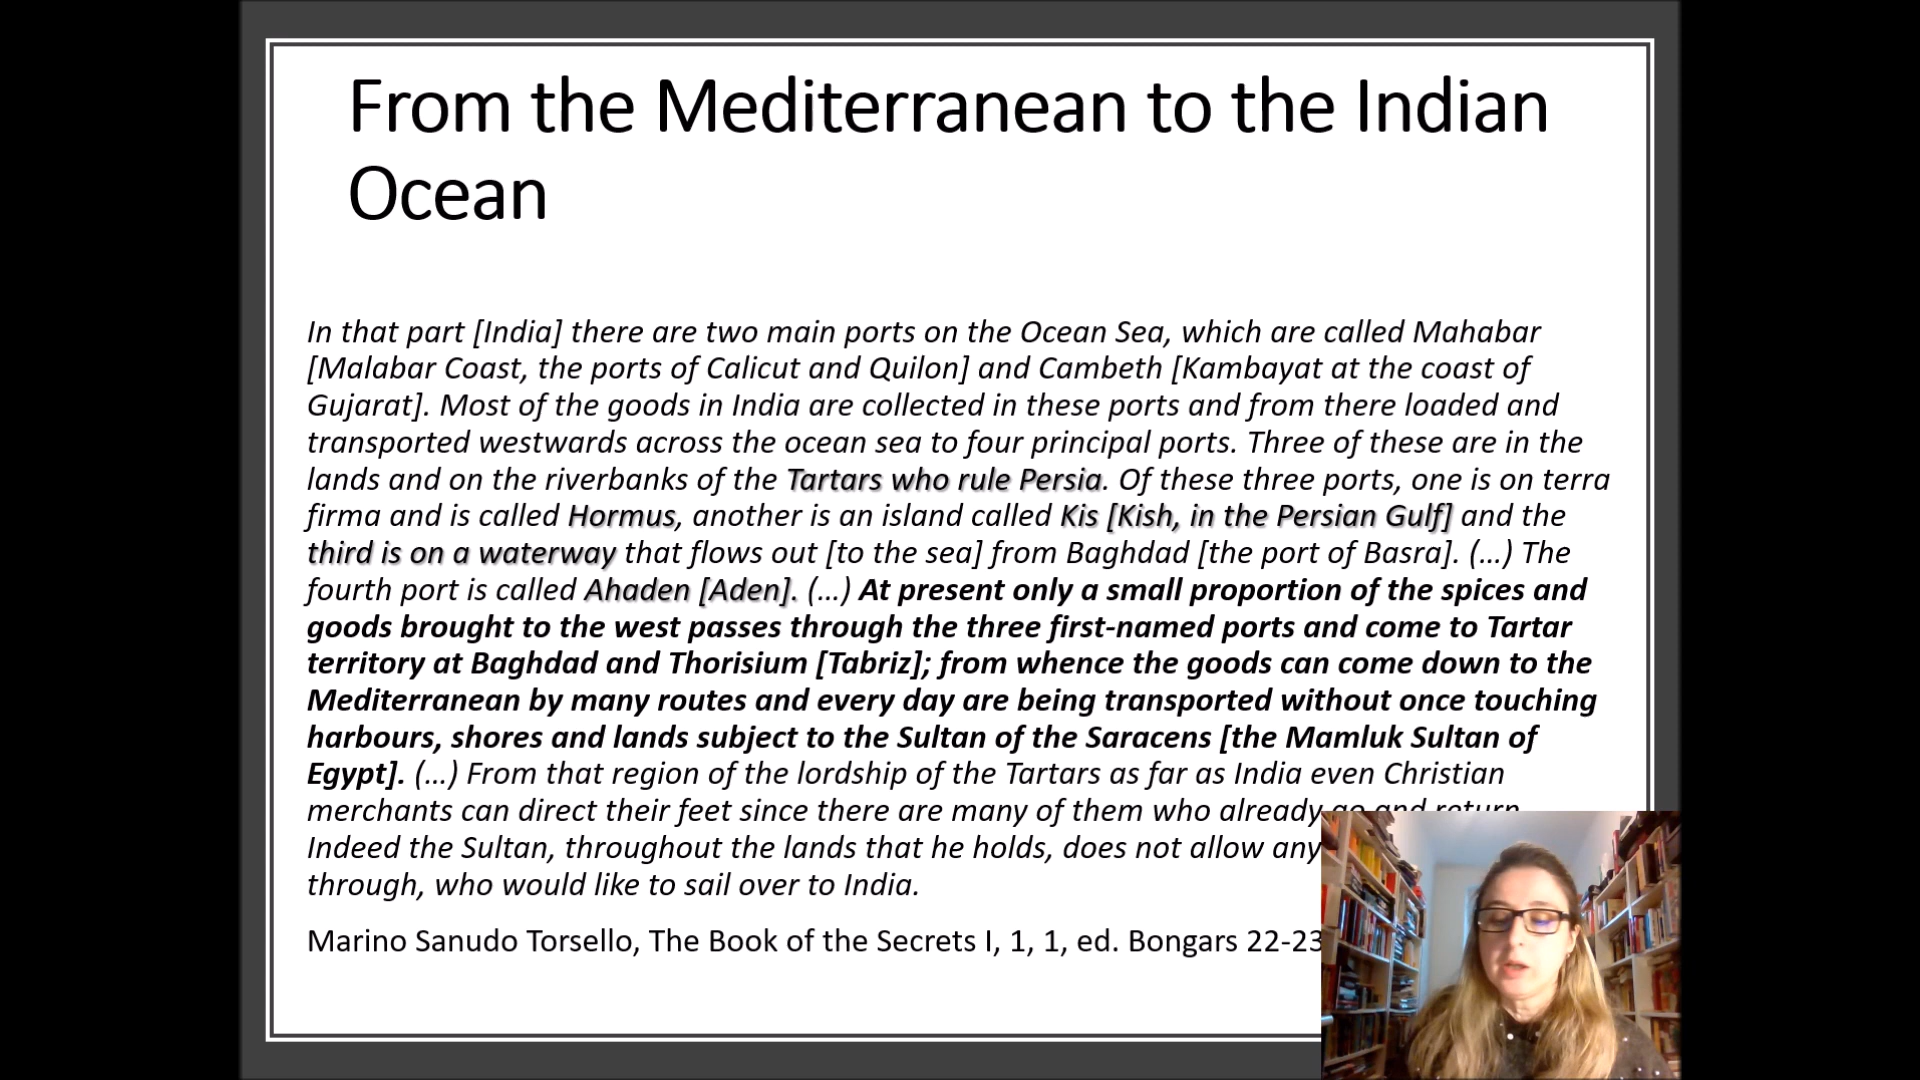 From the Mediterranean to the Indian
Ocean
In that part [India] there are two main ports on the Ocean Sea, which are called Mahabar
[Malabar Coast, the ports of Calicut and Quilon] and Cambeth [Kambayat at the coast of
Gujarat]. Most of the goods in India are collected in these ports and from there loaded and
transported westwards across the ocean sea to four principal ports. Three of these are in the
lands and on the riverbanks of the Tartars who rule Persia. Of these three ports, one is on terra
firma and is called Hormus, another is an island called Kis [Kish, in the Persian Gulf] and the
third is on a waterway that flows out [to the sea] from Baghdad [the port of Basra]. (…) The
fourth port is called Ahaden [Aden]. (…) At present only a small proportion of the spices and
goods brought to the west passes through the three first-named ports and come to Tartar
territory at Baghdad and Thorisium [Tabriz]; from whence the goods can come down to the
Mediterranean by many routes and every day are being transported without once touching
harbours, shores and lands subject to the Sultan of the Saracens [the Mamluk Sultan of
Egypt]. (…) From that region of the lordship of the Tartars as far as India even Christian
merchants can direct their feet since there are many of them who already go and return
Indeed the Sultan, throughout the lands that he holds, does not allow any
through, who would like to sail over to India.
Marino Sanudo Torsello, The Book of the Secrets I, 1, 1, ed. Bongars 22-23